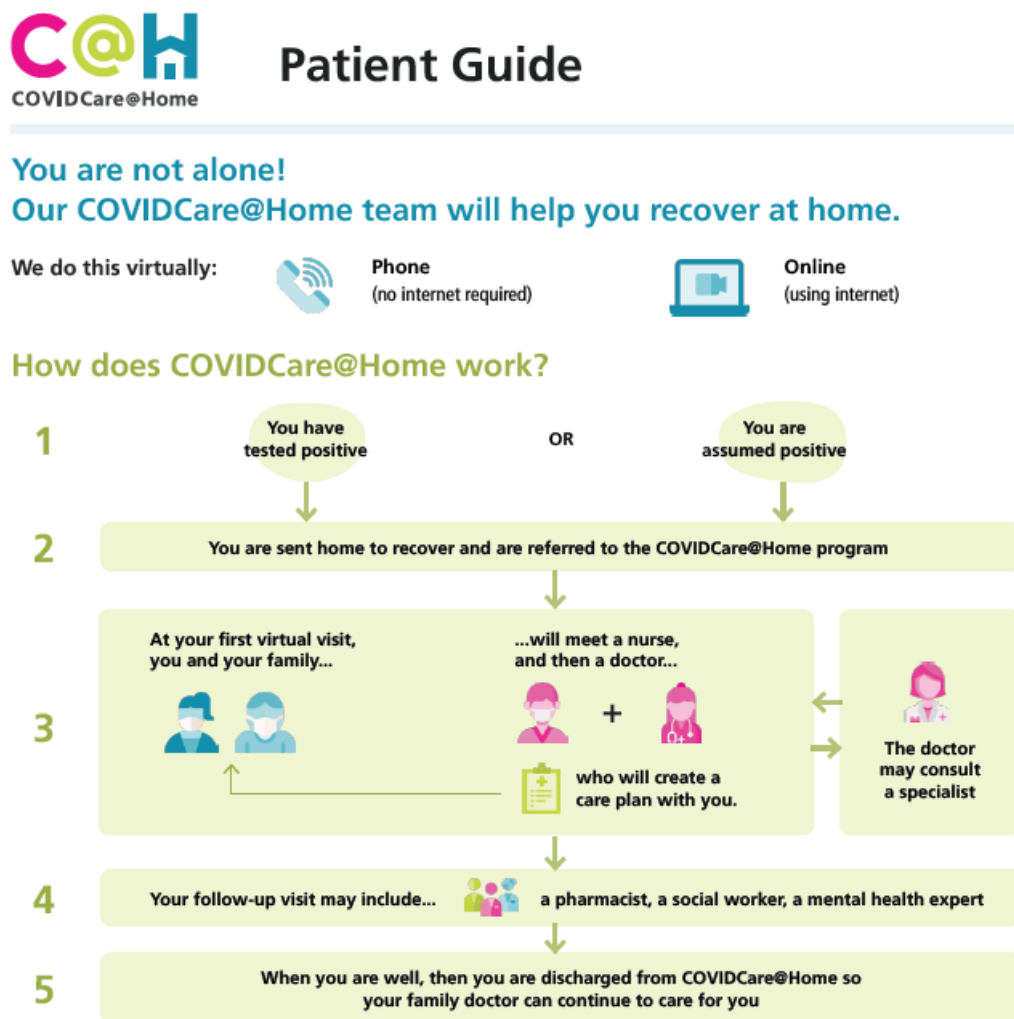 C@H
COVIDCare@Home
Patient Guide
You are not alone!
Our COVIDCare@Home team will help you recover at home.
We do this virtually:
Phone
(no internet required)
Online
(using internet)
How does COVIDCare@Home work?
1
You have
tested positive
OR
You are
assumed positive
2
You are sent home to recover and are referred to the COVIDCare@Home program
3
At your first virtual visit,
you and your family...
...will meet a nurse,
and then a doctor...
+
who will create a
care plan with you.
The doctor
may consult
a specialist
4
Your follow-up visit may include...
a pharmacist, a social worker, a mental health expert
5
When you are well, then you are discharged from COVIDCare@Home so
your family doctor can continue to care for you